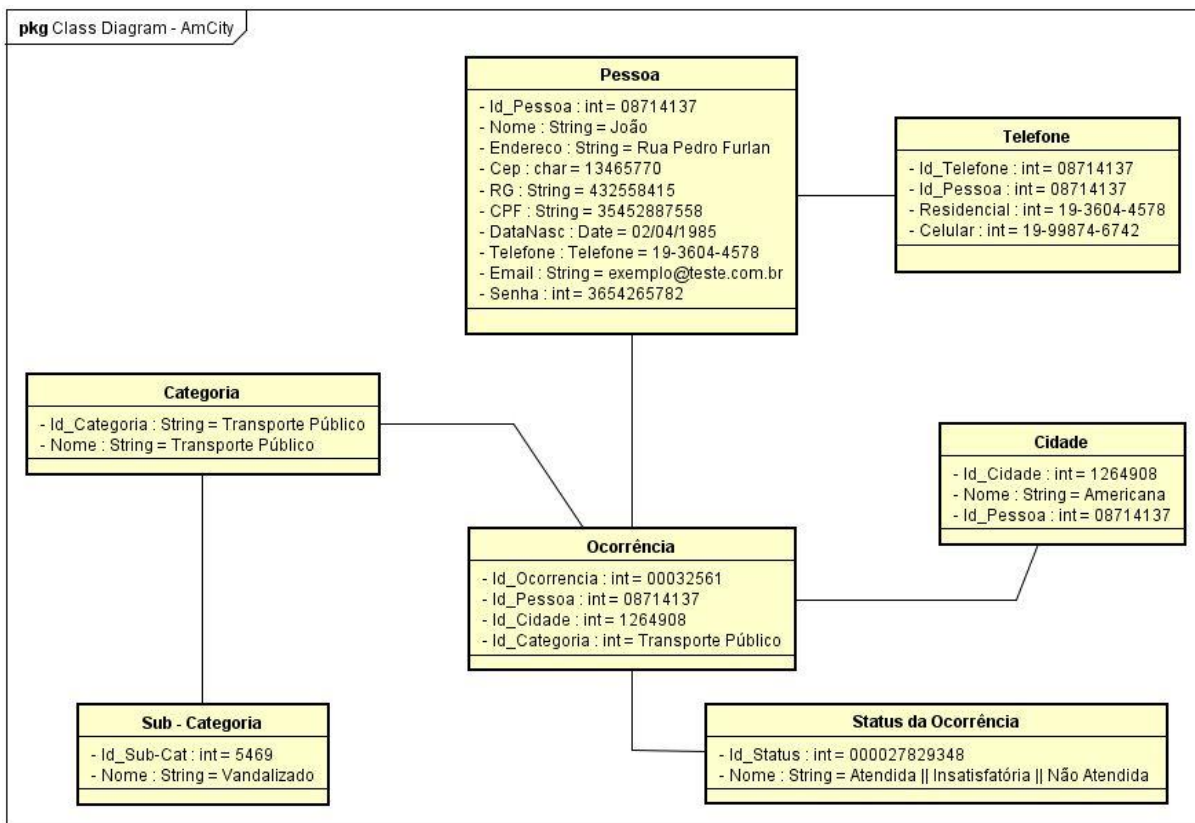 pkg Class Diagram - AmCity
Pessoa
- Id_Pessoa : int = 08714137
- Nome : String = João
- Endereco : String = Rua Pedro Furlan
- Cep : char = 13465770
- RG : String = 432558415
- CPF : String = 35452887558
- DataNasc : Date = 02/04/1985
- Telefone : Telefone = 19-3604-4578
- Email : String = exemplo@teste.com.br
- Senha : int = 3654265782
Telefone
- Id_Telefone : int = 08714137
- Id_Pessoa : int = 08714137
- Residencial : int = 19-3604-4578
- Celular : int = 19-99874-6742
Categoria
- Id_Categoria : String = Transporte Público
- Nome : String = Transporte Público
Cidade
- Id_Cidade : int = 1264908
- Nome : String = Americana
- Id_Pessoa : int = 08714137
Ocorrência
- Id_Ocorrencia : int = 00032561
- Id_Pessoa : int = 08714137
- Id_Cidade : int = 1264908
- Id_Categoria : int = Transporte Público
Sub - Categoria
- Id_Sub-Cat : int = 5469
- Nome : String = Vandalizado
Status da Ocorrência
- Id_Status : int = 000027829348
- Nome : String = Atendida || Insatisfatória || Não Atendida